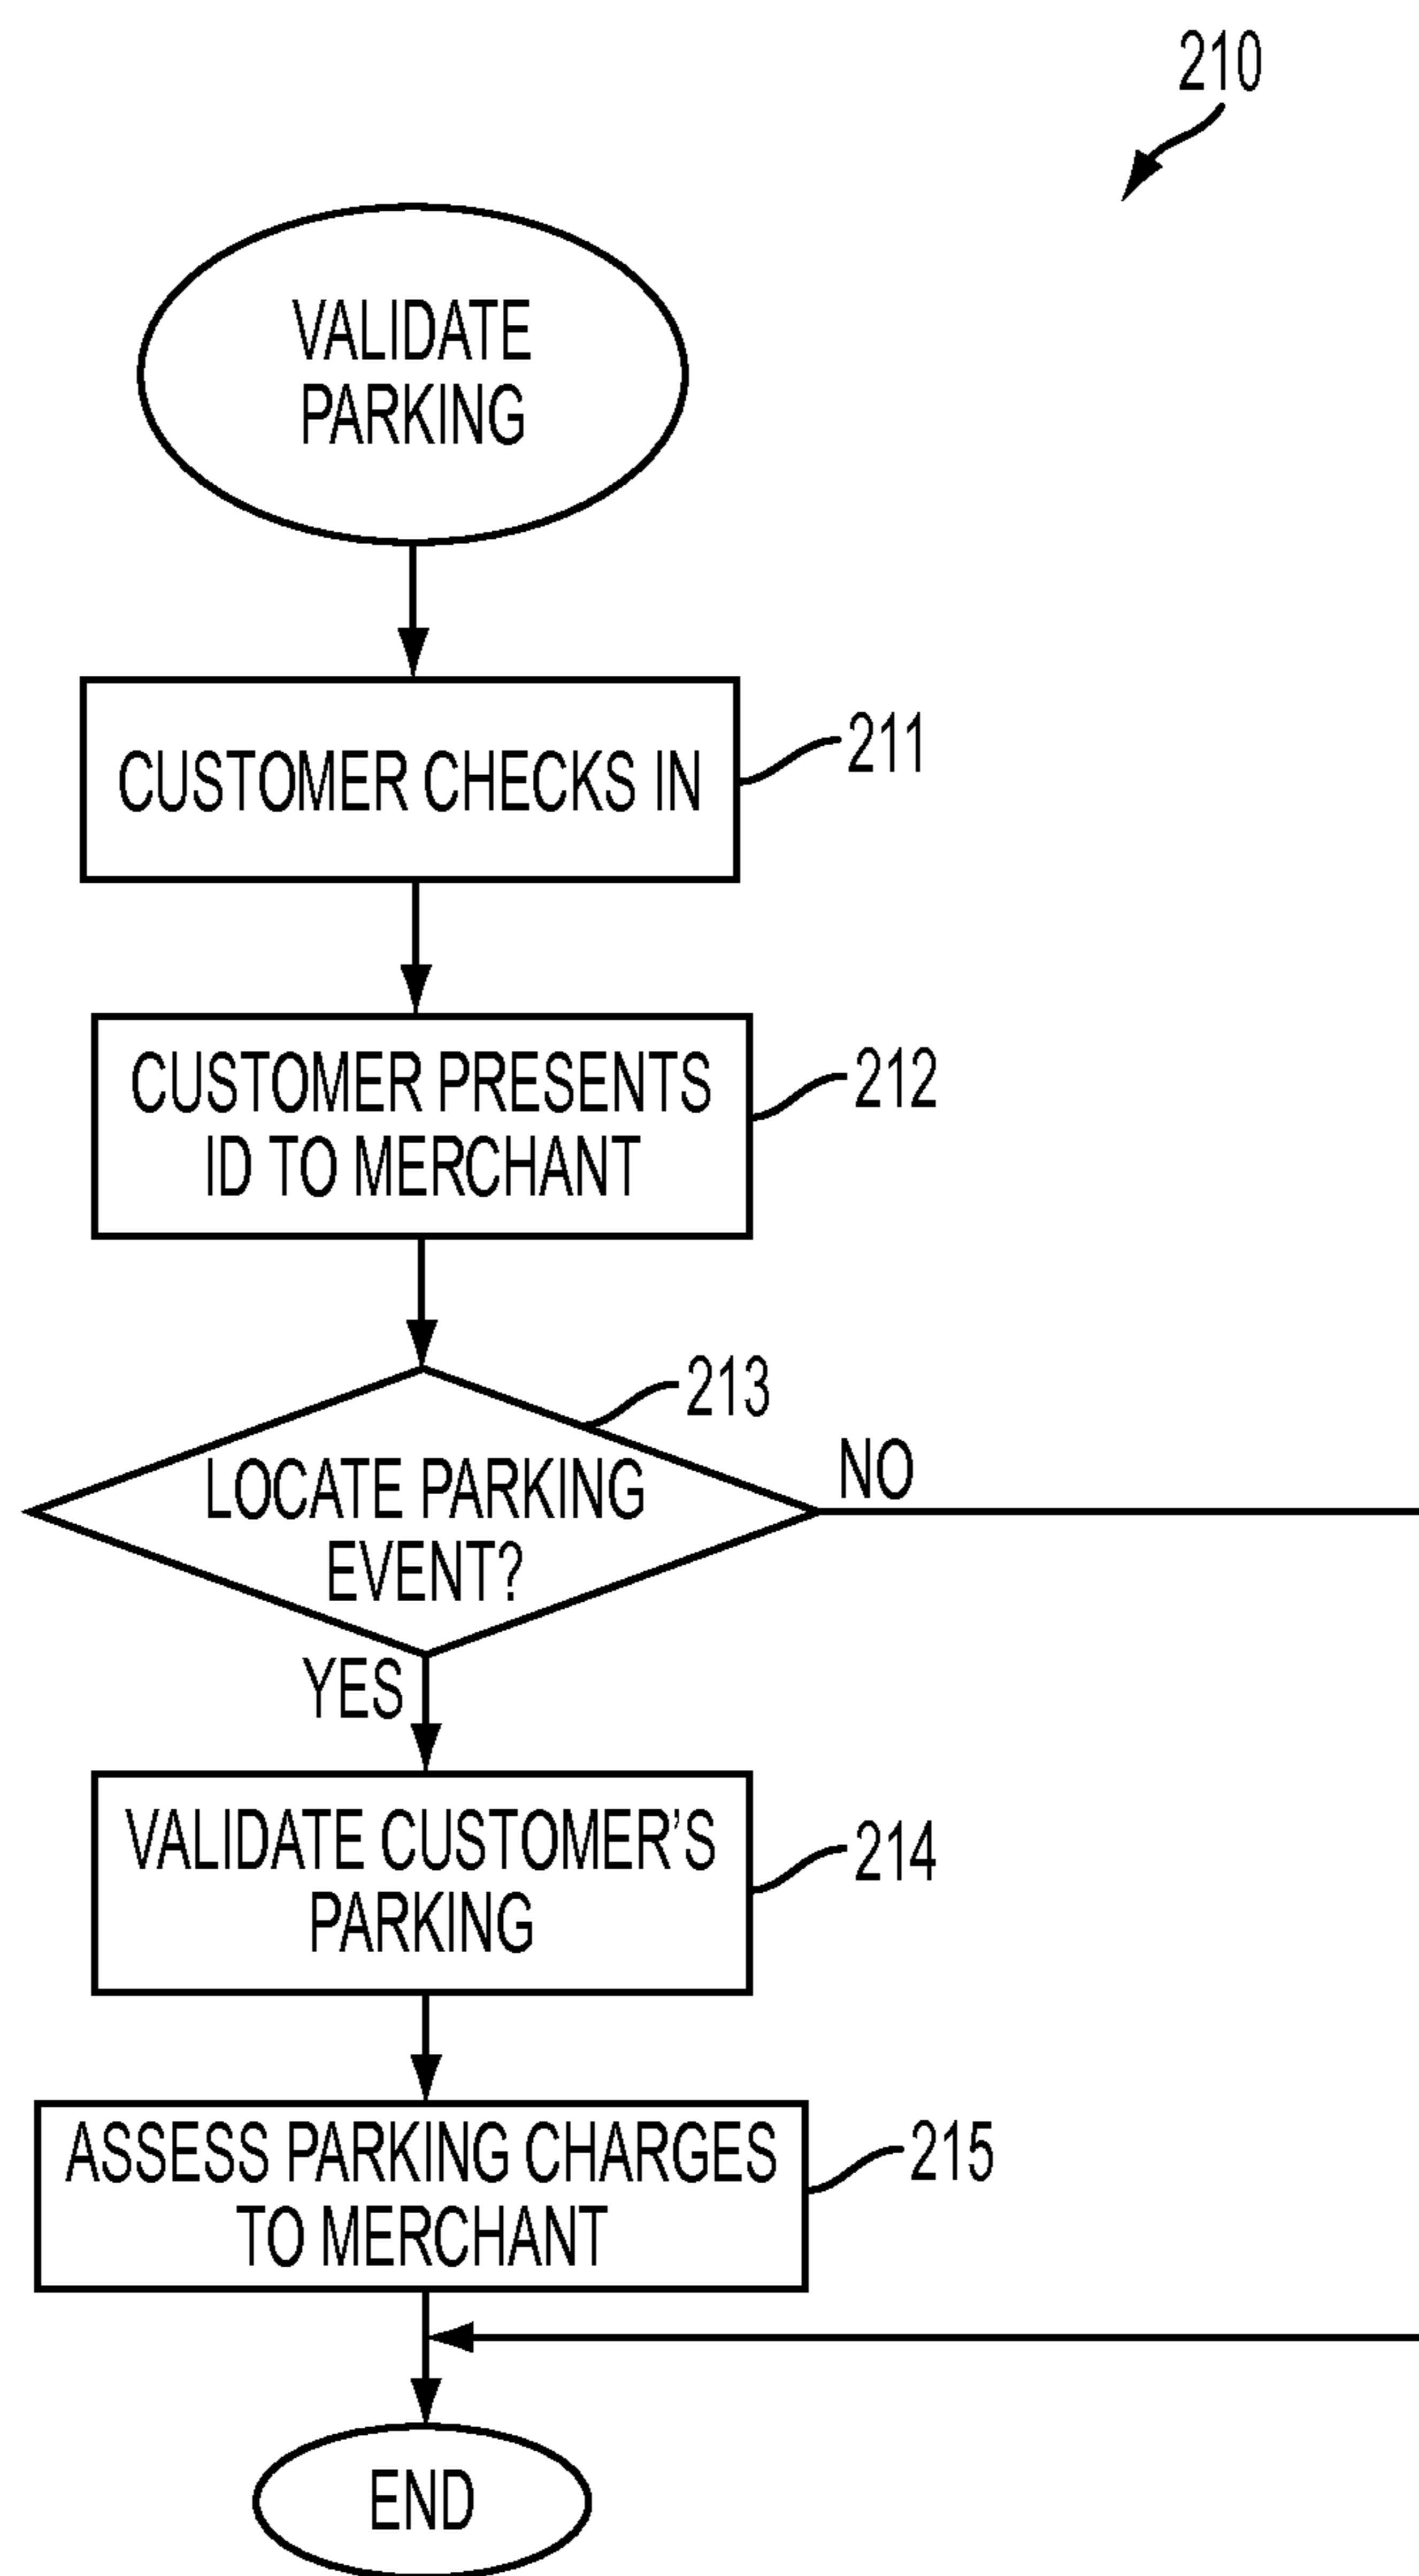 210
VALIDATE
PARKING
CUSTOMER CHECKS IN
211
CUSTOMER PRESENTS
ID TO MERCHANT
212
213
LOCATE PARKING
EVENT?
NO
YES
VALIDATE CUSTOMER’S
PARKING
214
ASSESS PARKING CHARGES
TO MERCHANT
215
END